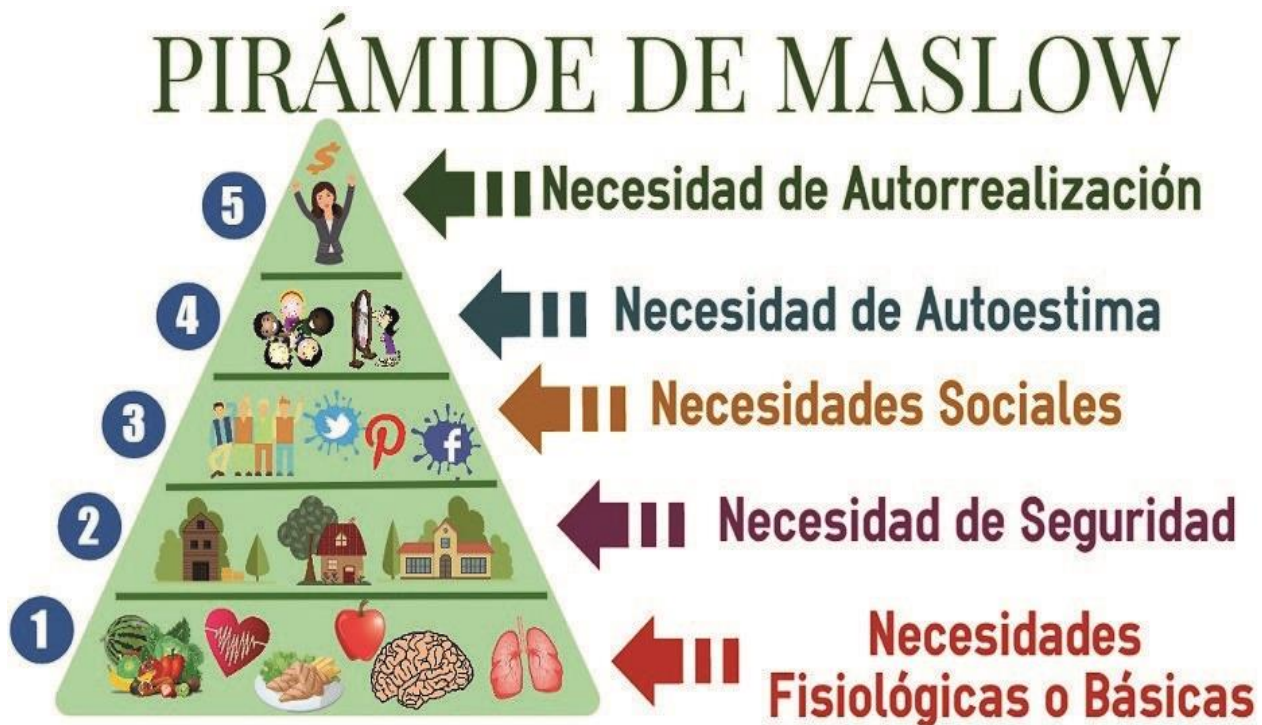 PIRÁMIDE DE MASLOW
$
5
Necesidad de Autorrealización
4
Necesidad de Autoestima
3
Necesidades Sociales
2
Necesidad de Seguridad
1
Necesidades
Fisiológicas o Básicas